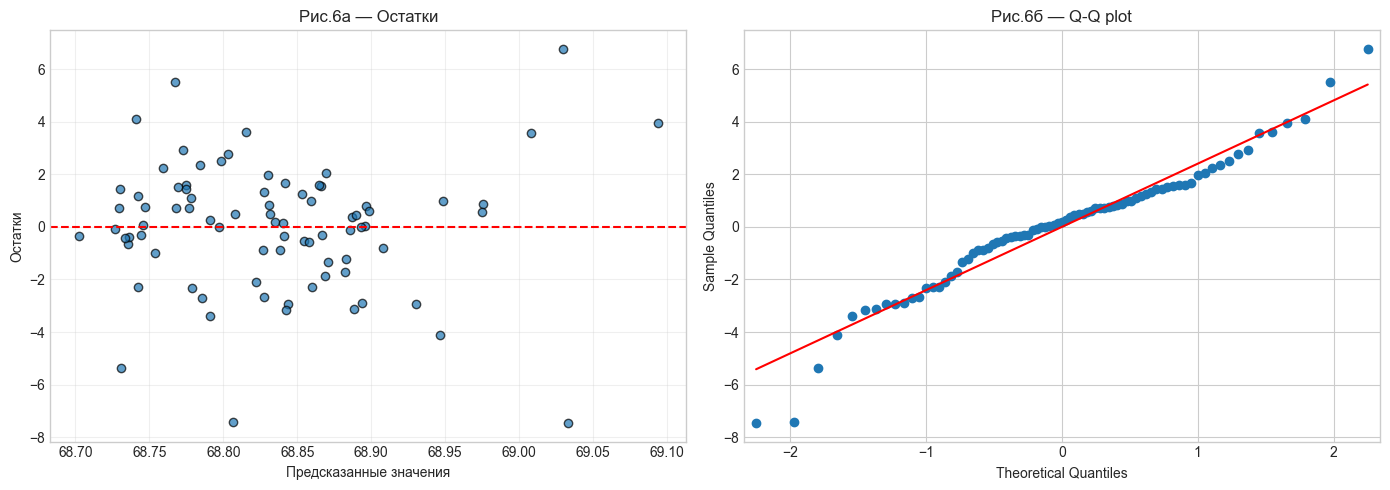 Рис.6а — Остатки
Остатки
6
4
2
0
−2
−4
−6
−8
68.70 68.75 68.80 68.85 68.90 68.95 69.00 69.05 69.10
Предсказанные значения
Рис.6б — Q-Q plot
Sample Quantiles
6
4
2
0
−2
−4
−6
−8
−2 −1 0 1 2
Theoretical Quantiles